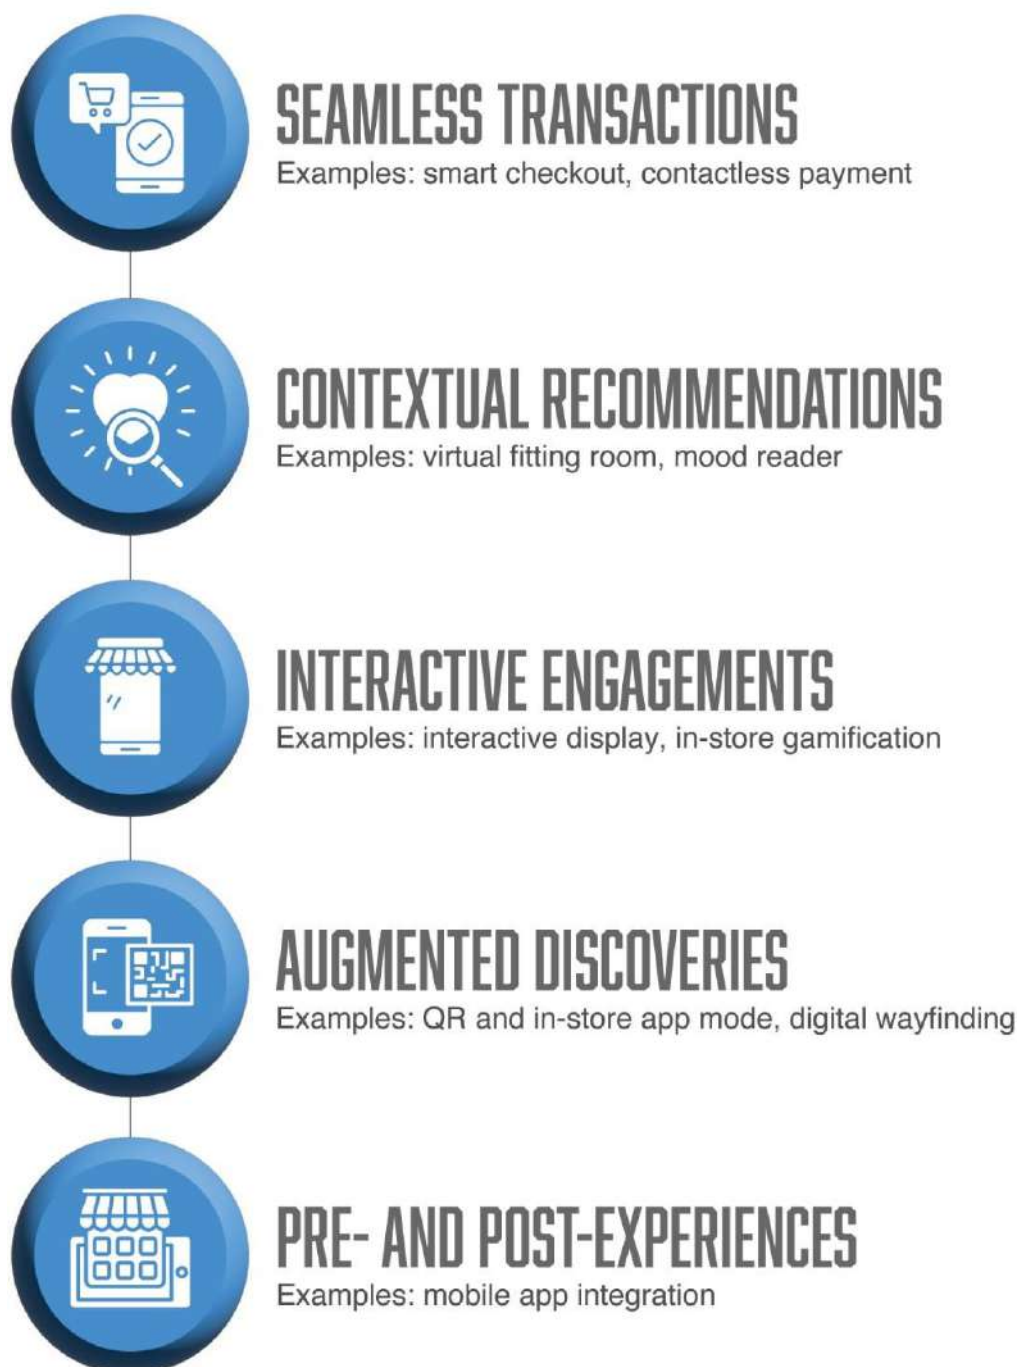 SEAMLESS TRANSACTIONS
Examples: smart checkout, contactless payment
CONTEXTUAL RECOMMENDATIONS
Examples: virtual fitting room, mood reader
INTERACTIVE ENGAGEMENTS
Examples: interactive display, in-store gamification
AUGMENTED DISCOVERIES
Examples: QR and in-store app mode, digital wayfinding
PRE- AND POST-EXPERIENCES
Examples: mobile app integration